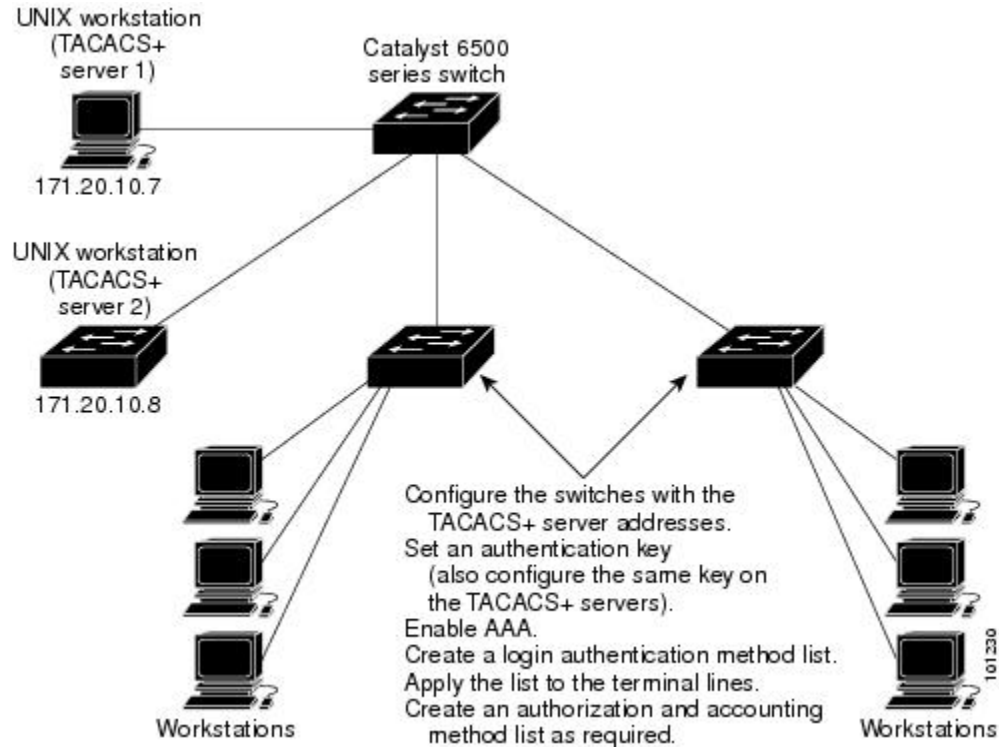 UNIX workstation
(TACACS+
server 1)
Catalyst 6500
series switch
171.20.10.7
UNIX workstation
(TACACS+
server 2)
171.20.10.8
Configure the switches with the
TACACS+ server addresses.
Set an authentication key
(also configure the same key on
the TACACS+ servers).
Enable AAA.
Create a login authentication method list.
Apply the list to the terminal lines.
Create an authorization and accounting
method list as required.
Workstations
Workstations
101230